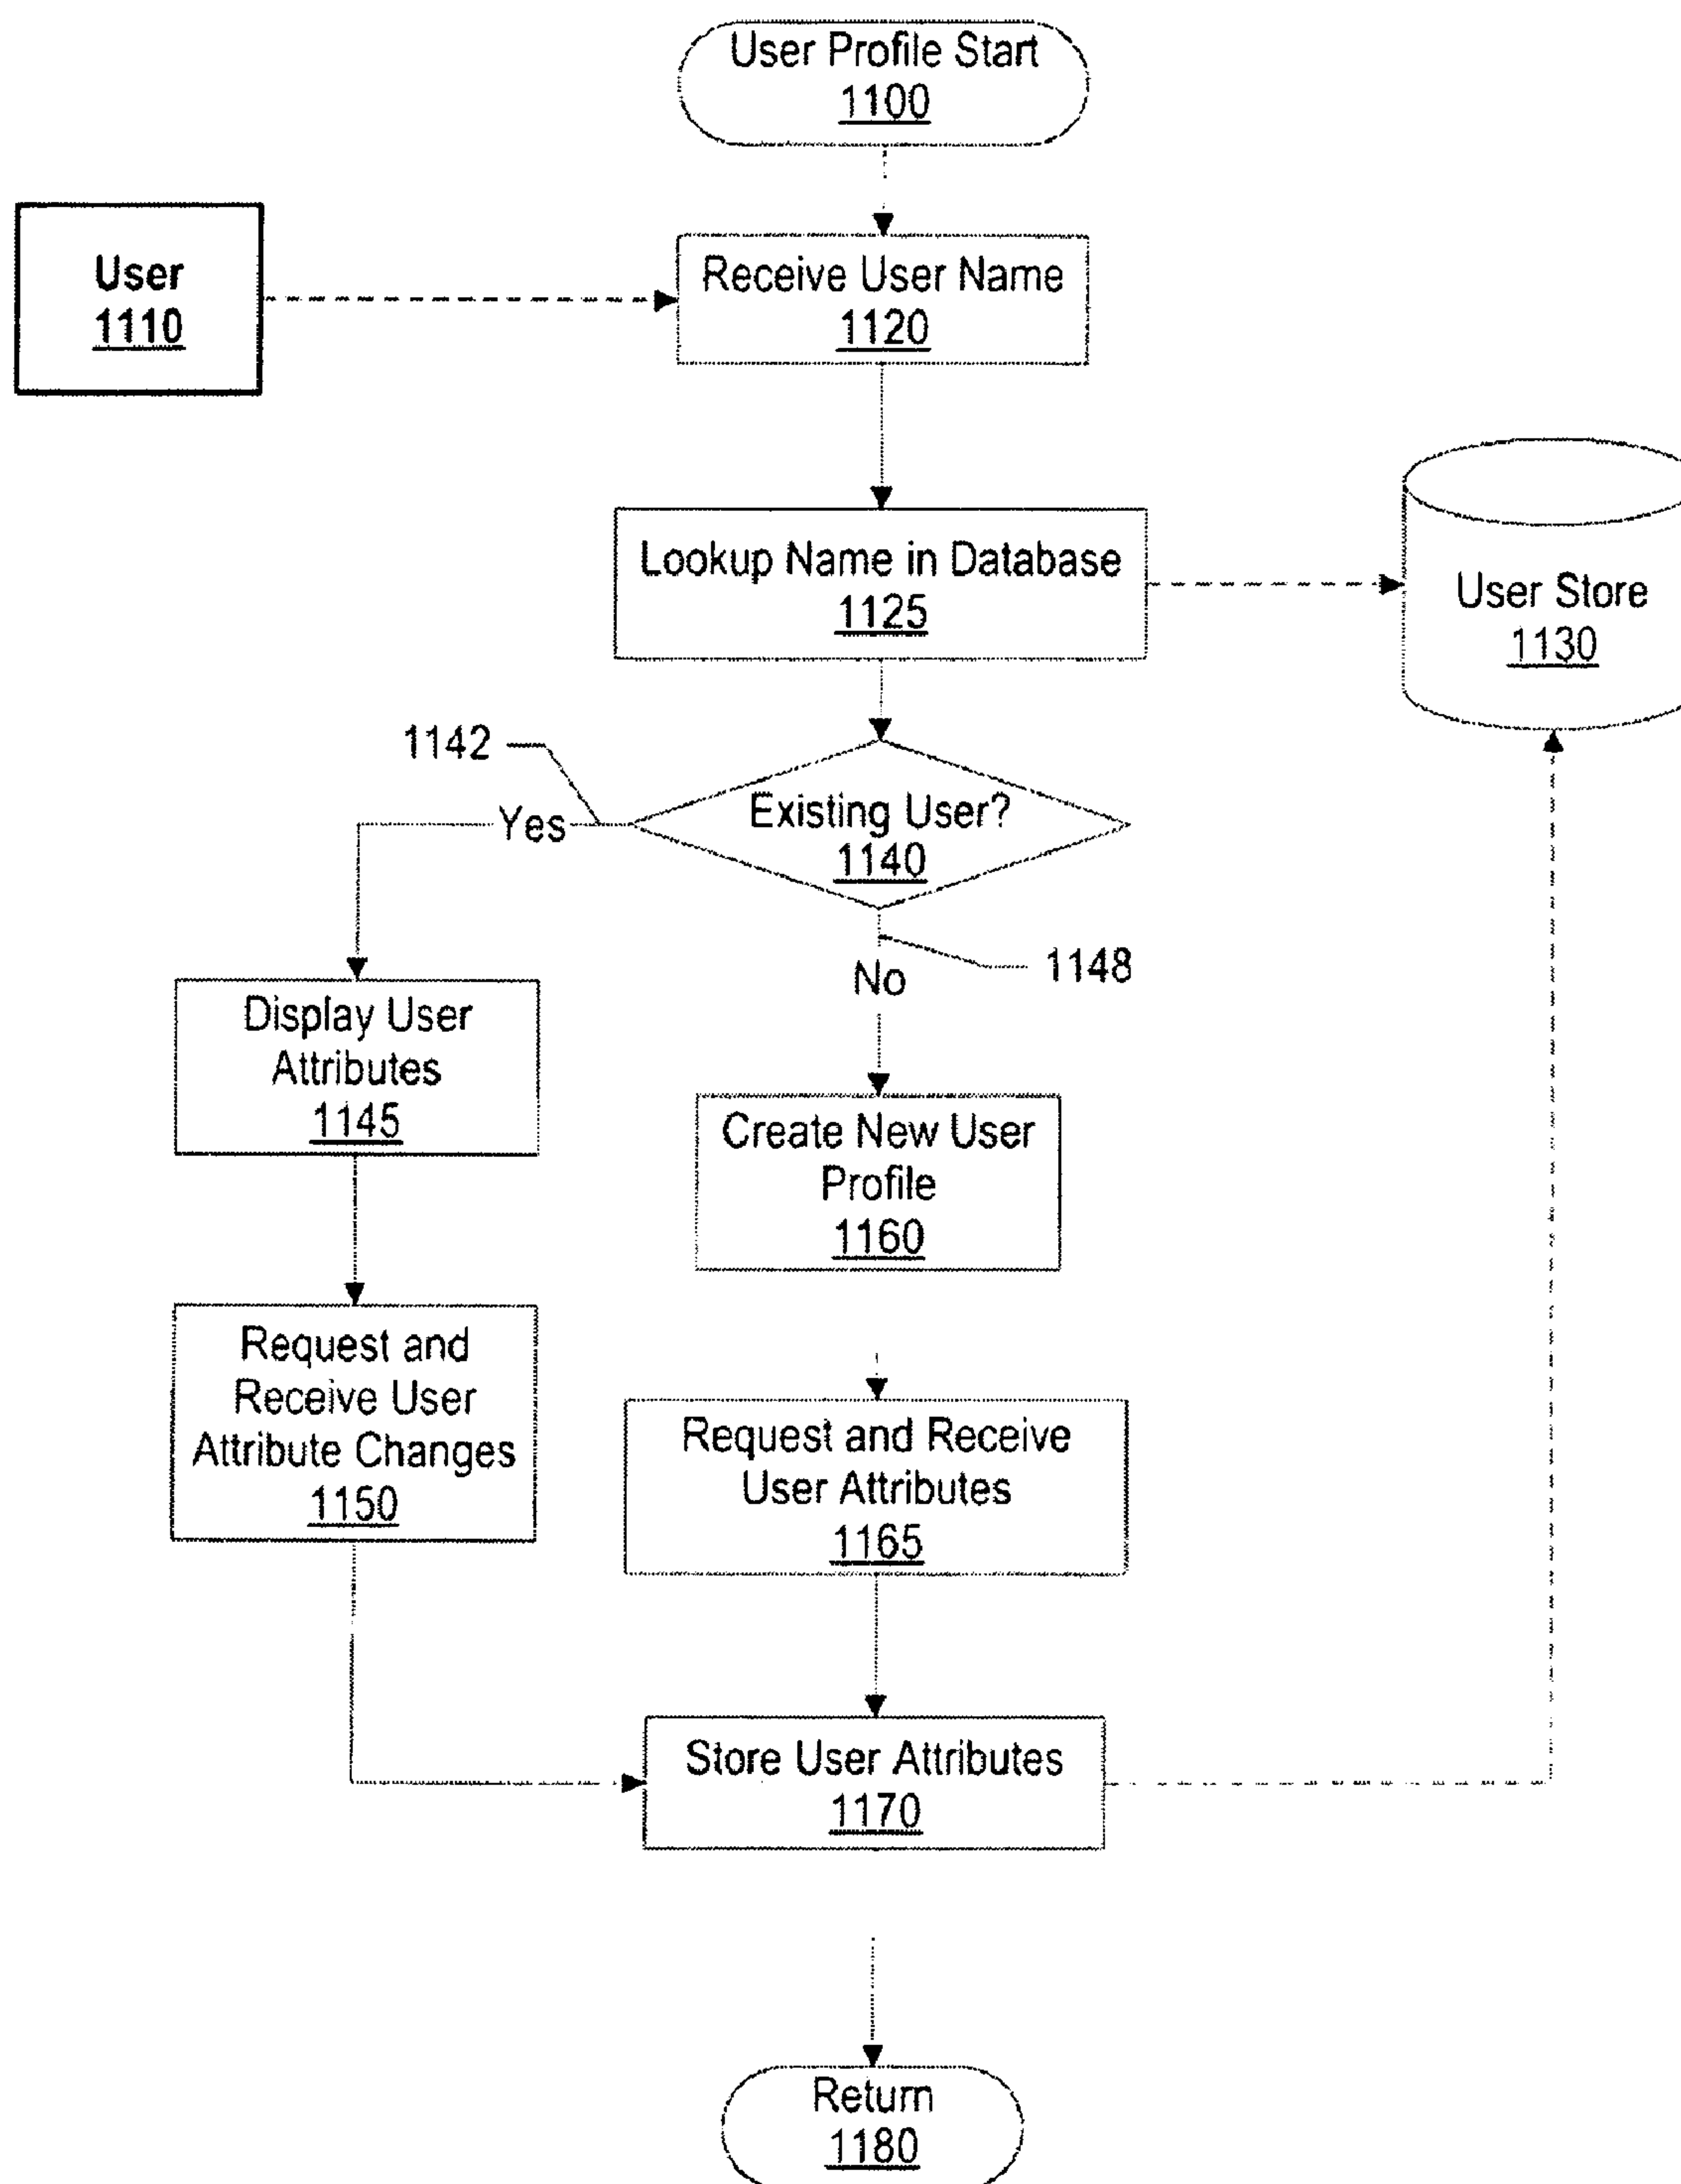 User Profile Start
1100
User
1110
Receive User Name
1120
Lookup Name in Database
1125
User Store
1130
1142
Yes
Existing User?
1140
1148
No
Display User
Attributes
1145
Create New User
Profile
1160
Request and
Receive User
Attribute Changes
1150
Request and Receive
User Attributes
1165
Store User Attributes
1170
Return
1180